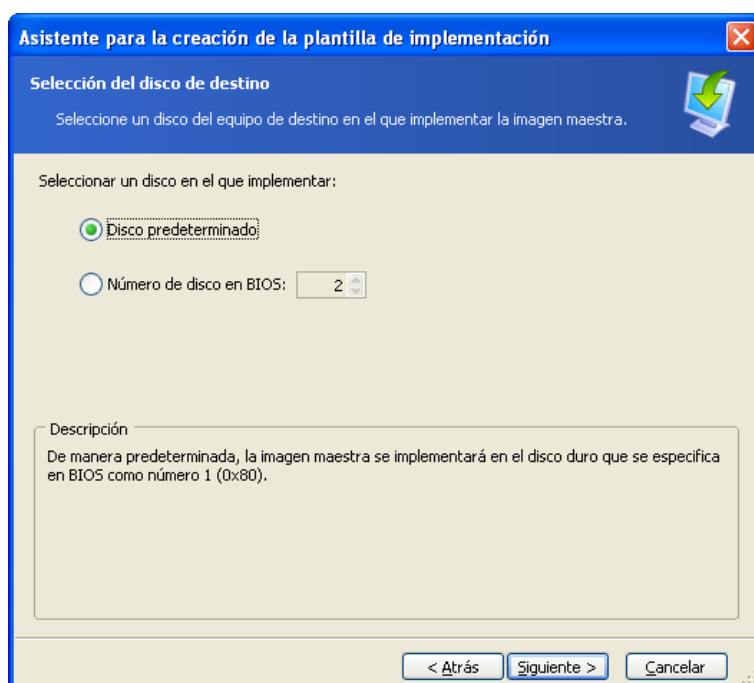 Asistente para la creación de la plantilla de implementación
Selección del disco de destino
Seleccione un disco del equipo de destino en el que implementar la imagen maestra.
Seleccionar un disco en el que implementar:
Disco predeterminado
Número de disco en BIOS: 2
Descripción
De manera predeterminada, la imagen maestra se implementará en el disco duro que se especifica
en BIOS como número 1 (0x80).
< Atrás Siguiente > Cancelar